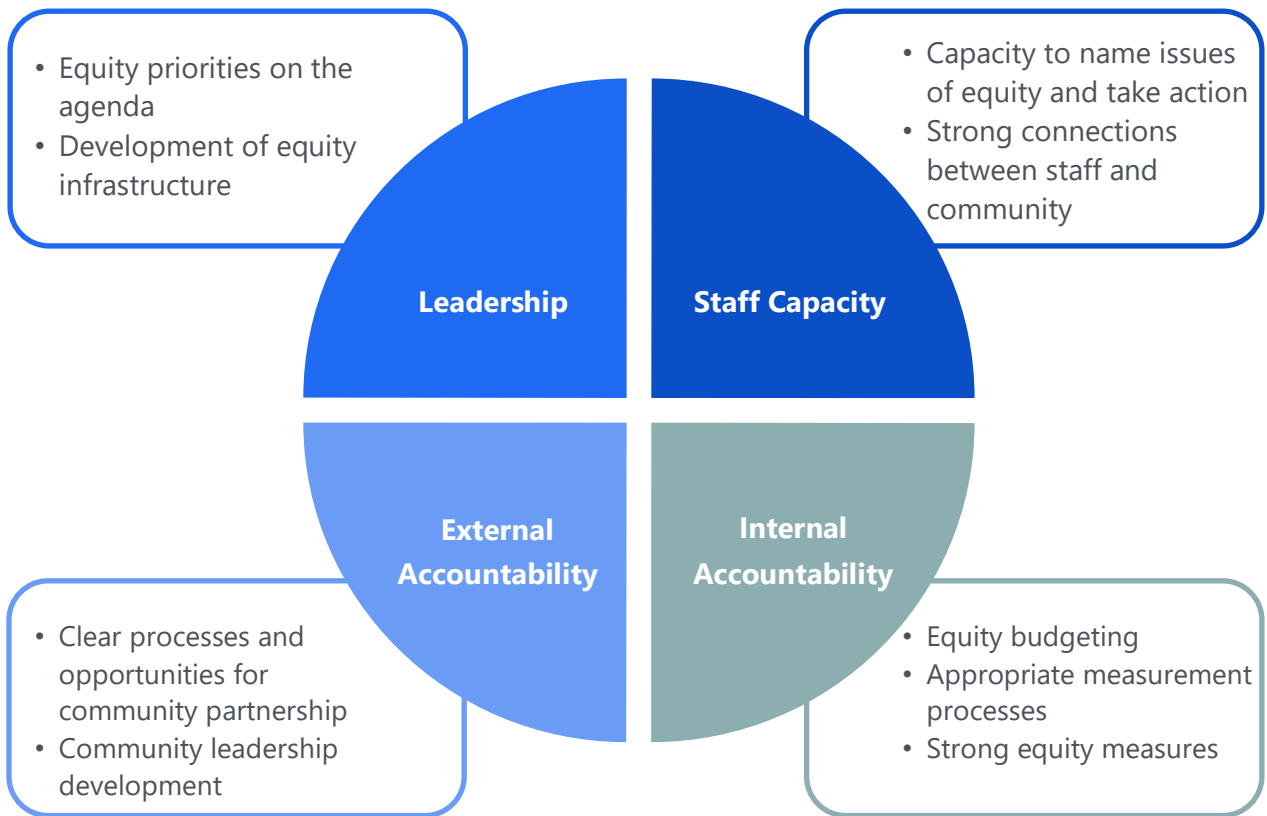 • Equity priorities on the
agenda
• Development of equity
infrastructure
• Capacity to name issues
of equity and take action
• Strong connections
between staff and
community
Leadership
Staff Capacity
External
Accountability
Internal
Accountability
• Clear processes and
opportunities for
community partnership
• Community leadership
development
• Equity budgeting
• Appropriate measurement
processes
• Strong equity measures